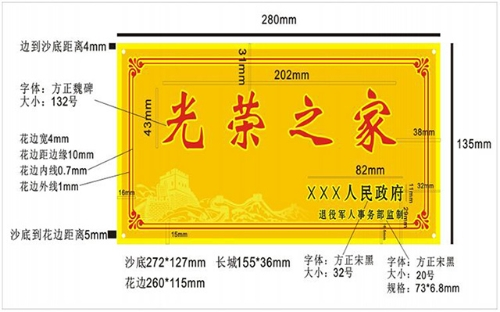 280mm
边到沙底距离4mm
31mm
202mm
字体：方正魏碑
大小：132号
43mm
光荣之家
38mm
135mm
花边宽4mm
花边距边缘10mm
花边内线0.7mm
花边外线1mm
82mm
16mm
11mm
32mm
XXX人民政府
25mm
退役军人事务部监制
沙底到花边距离5mm
15mm
沙底272*127mm 长城155*36mm
花边260*115mm
字体：方正宋黑
大小：32号
字体：方正宋黑
大小：20号
规格：73*6.8mm